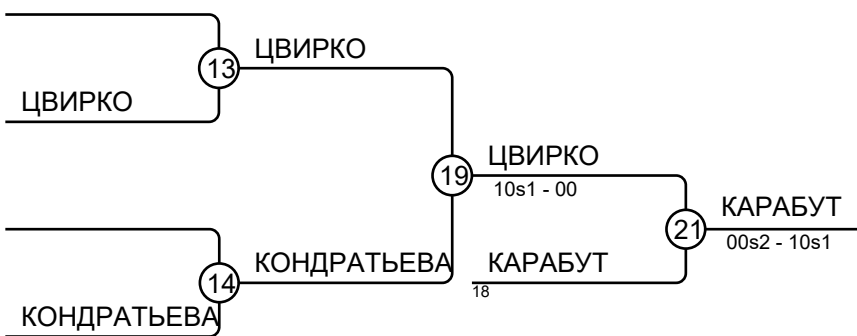 ЦВИРКО
13
ЦВИРКО
19
ЦВИРКО
10s1 - 00
КАРАБУТ
21
00s2 - 10s1
КОНДРАТЬЕВА
КАРАБУТ
18
14
КОНДРАТЬЕВА